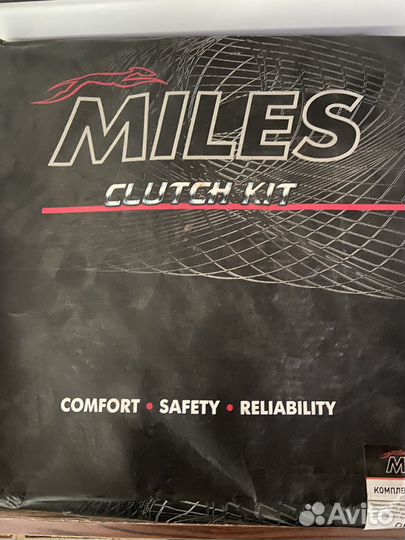 MILES
CLUTCH KIT
COMFORT • SAFETY • RELIABILITY
Avito